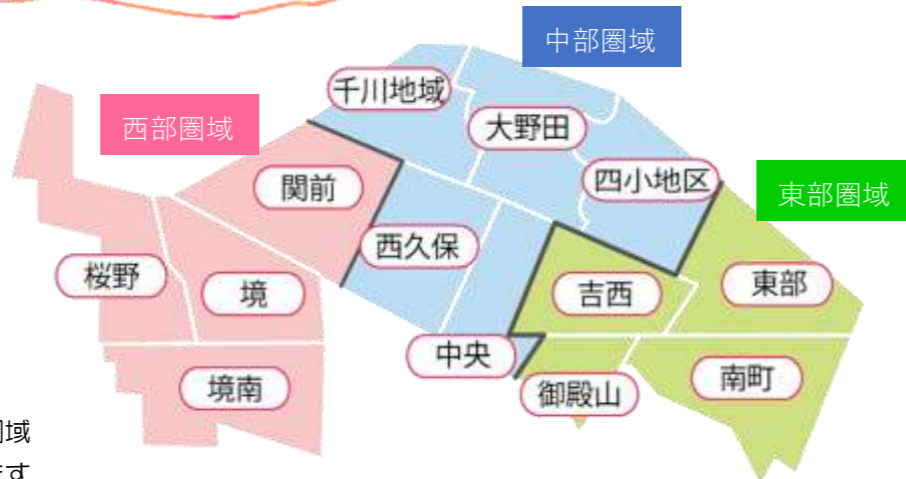 中部圏域
千川地域
西部圏域
大野田
関前
四小地区
東部圏域
西久保
桜野
境
吉西
東部
中央
境南
御殿山
南町
域
す